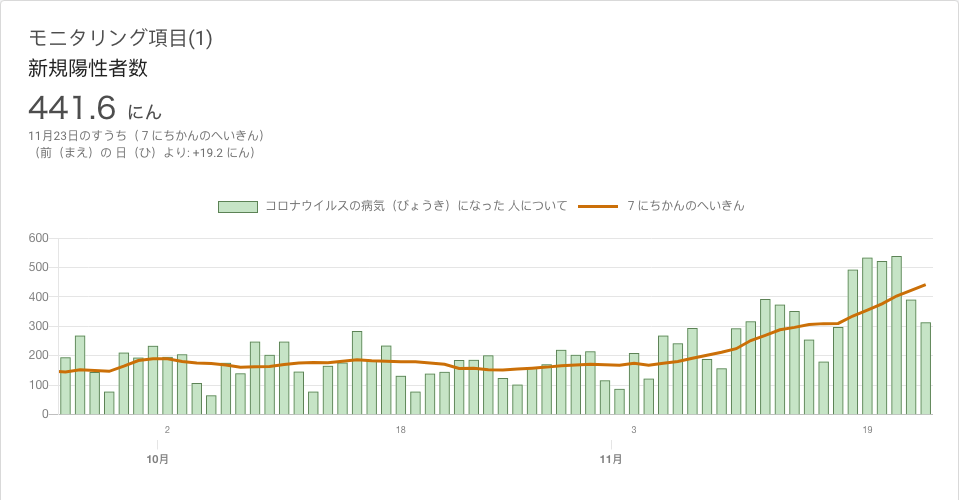 モニタリング項目(1)
新規陽性者数
441.6 にん
11月23日のすうち（７にちかんのへいきん）
（前（まえ）の 日（ひ）より: +19.2 にん）
コロナウイルスの病気（びょうき）になった 人について ７にちかんのへいきん
600
500
400
300
200
100
0
2 18 3 19
10月 11月